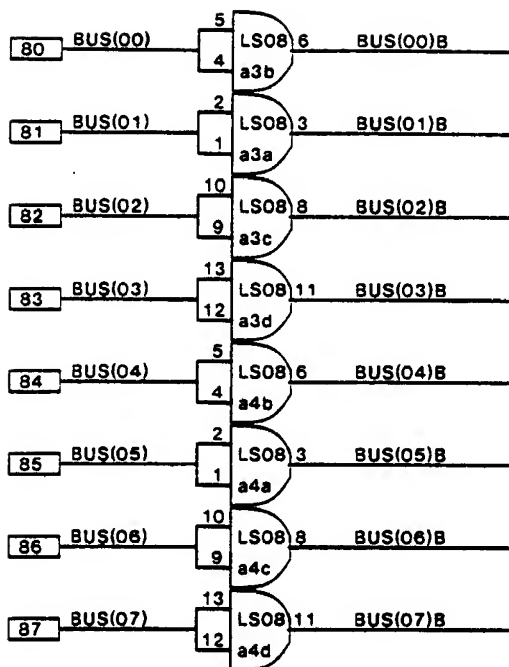 5
80 BUS(00) LS08 6 BUS(00)B
4 a3b
2
81 BUS(01) LS08 3 BUS(01)B
1 a3a
10
82 BUS(02) LS08 8 BUS(02)B
9 a3c
13
83 BUS(03) LS08 11 BUS(03)B
12 a3d
5
84 BUS(04) LS08 6 BUS(04)B
4 a4b
2
85 BUS(05) LS08 3 BUS(05)B
1 a4a
10
86 BUS(06) LS08 8 BUS(06)B
9 a4c
13
87 BUS(07) LS08 11 BUS(07)B
12 a4d